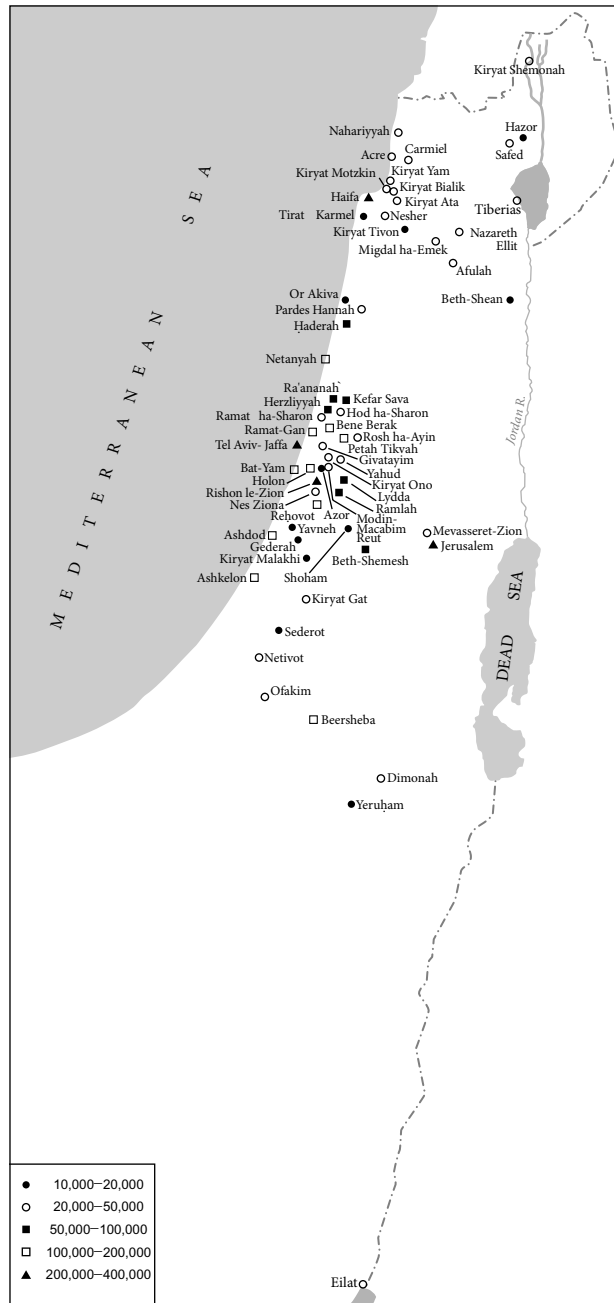 Kiryat Shemonah
Nahariyyah
Hazor
Safed
Acre
Carmiel
Kiryat Yam
Kiryat Motzkin
Kiryat Bialik
Haifa
Kiryat Ata
Tiberias
Tirat Karmel
Nesher
Kiryat Tivon
Nazareth
Ellit
Migdal ha-Emek
Afulah
Or Akiva
Beth-Shean
Pardes Hannah
Ḥaderah
Netanyah
Ra'ananah`
Kefar Sava
Herzliyyah
Hod ha-Sharon
Ramat ha-Sharon
Bene Berak
Ramat-Gan
Rosh ha-Ayin
Tel Aviv- Jaffa
Petah Tikvah
Givatayim
Bat-Yam
Yahud
Holon
Kiryat Ono
Rishon le-Zion
Lydda
Nes Ziona
Ramlah
Azor
Modin-
Macabim
Reut
Reḥovot
Yavneh
Mevasseret-Zion
Jerusalem
Ashdod
Gederah
Kiryat Malakhi
Beth-Shemesh
Ashkelon
Shoham
Kiryat Gat
Sederot
Netivot
Ofakim
Beersheba
Dimonah
Yeruḥam
Eilat
MEDITERRANEAN SEA
Jordan R.
DEAD SEA
10,000–20,000
20,000–50,000
50,000–100,000
100,000–200,000
200,000–400,000